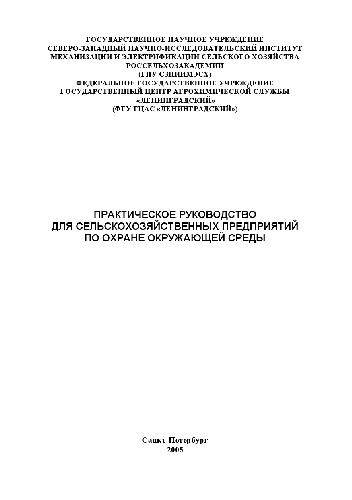 ГОСУДАРСТВЕННОЕ НАУЧНОЕ УЧРЕЖДЕНИЕ
СЕВЕРО-ЗАПАДНЫЙ НАУЧНО-ИССЛЕДОВАТЕЛЬСКИЙ ИНСТИТУТ
МЕХАНИЗАЦИИ И ЭЛЕКТРИФИКАЦИИ СЕЛЬСКОГО ХОЗЯЙСТВА
РОССЕЛЬХОЗАКАДЕМИИ
(ГНУ СЗНИИМЭСХ)
ФЕДЕРАЛЬНОЕ ГОСУДАРСТВЕННОЕ УЧРЕЖДЕНИЕ
ГОСУДАРСТВЕННЫЙ ЦЕНТР АГРОХИМИЧЕСКОЙ СЛУЖБЫ
«ЛЕНИНГРАДСКИЙ»
(ФГУ ГЦАС «ЛЕНИНГРАДСКИЙ»)
ПРАКТИЧЕСКОЕ РУКОВОДСТВО
ДЛЯ СЕЛЬСКОХОЗЯЙСТВЕННЫХ ПРЕДПРИЯТИЙ
ПО ОХРАНЕ ОКРУЖАЮЩЕЙ СРЕДЫ
Санкт-Петербург
2005